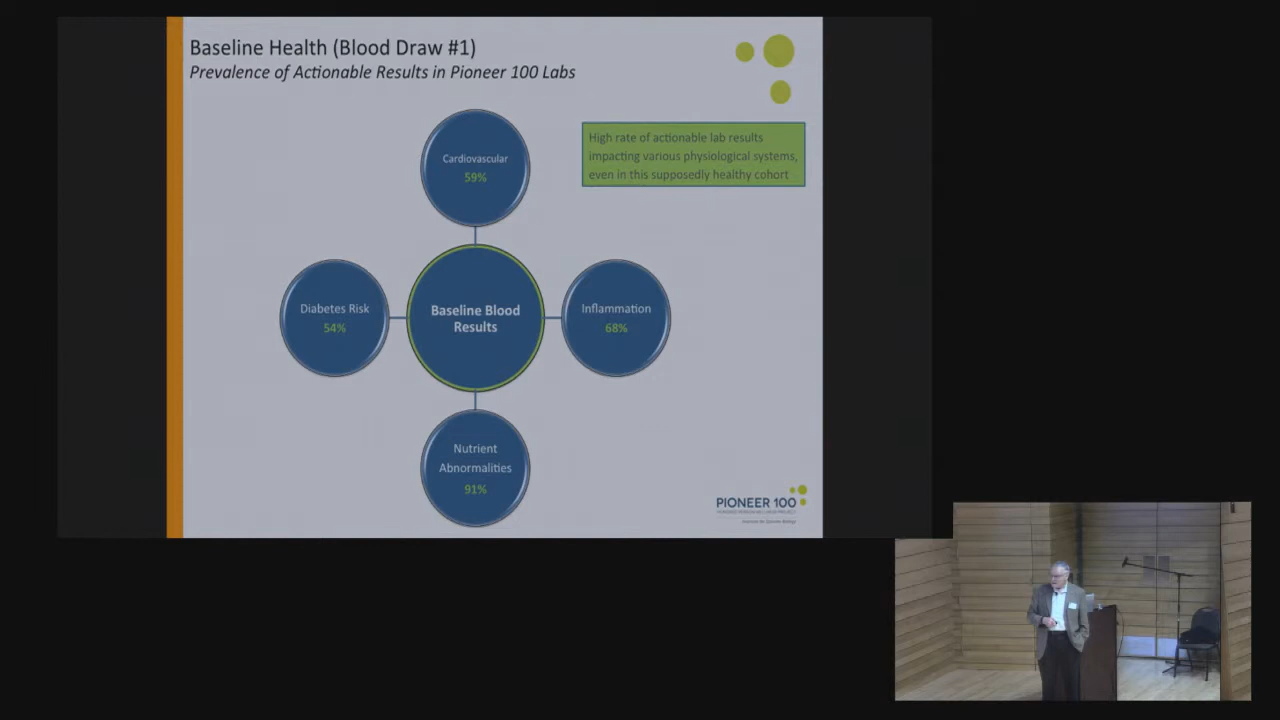 Baseline Health (Blood Draw #1)
Prevalence of Actionable Results in Pioneer 100 Labs
High rate of actionable lab results
impacting various physiological systems,
even in this supposedly healthy cohort
Cardiovascular
59%
Diabetes Risk
54%
Baseline Blood
Results
Inflammation
68%
Nutrient
Abnormalities
91%
PIONEER 100